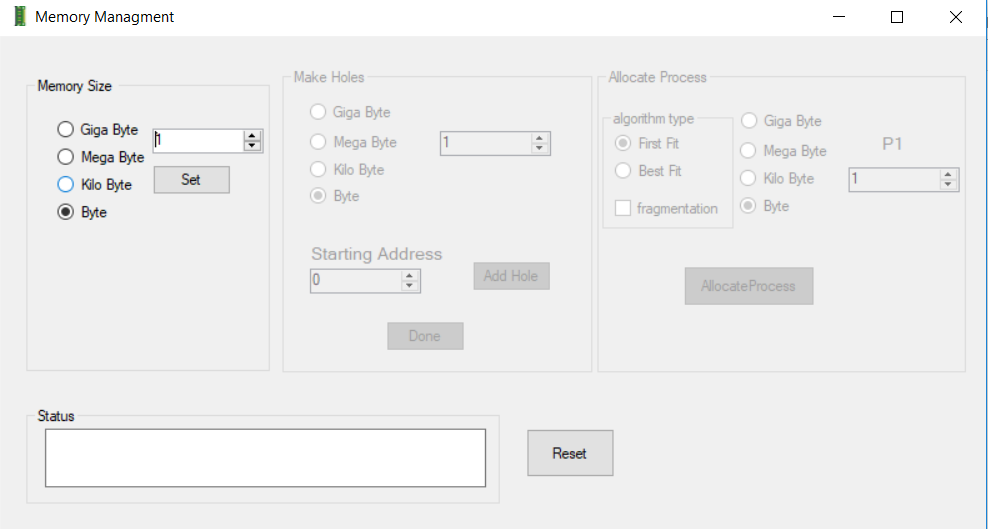 Memory Managment
Memory Size
Giga Byte
Mega Byte
Kilo Byte
Byte
1
Set
Make Holes
Giga Byte
Mega Byte
Kilo Byte
Byte
1
Starting Address
0
Add Hole
Done
Allocate Process
algorithm type
First Fit
Best Fit
fragmentation
Giga Byte
Mega Byte
Kilo Byte
Byte
P1
1
AllocateProcess
Status
Reset